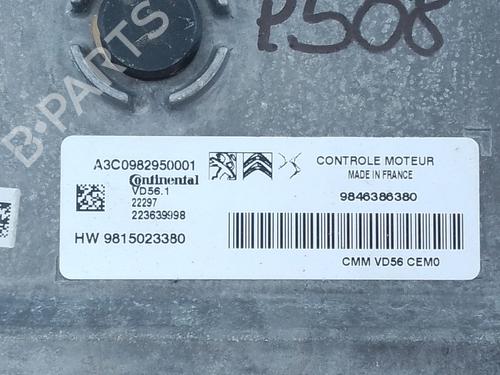 P508
B-PARTS
A3C0982950001
Continental
VD56.1
22297
223639998
HW 9815023380
CONTROLE MOTEUR
MADE IN FRANCE
9846386380
CMM VD56 CEM0